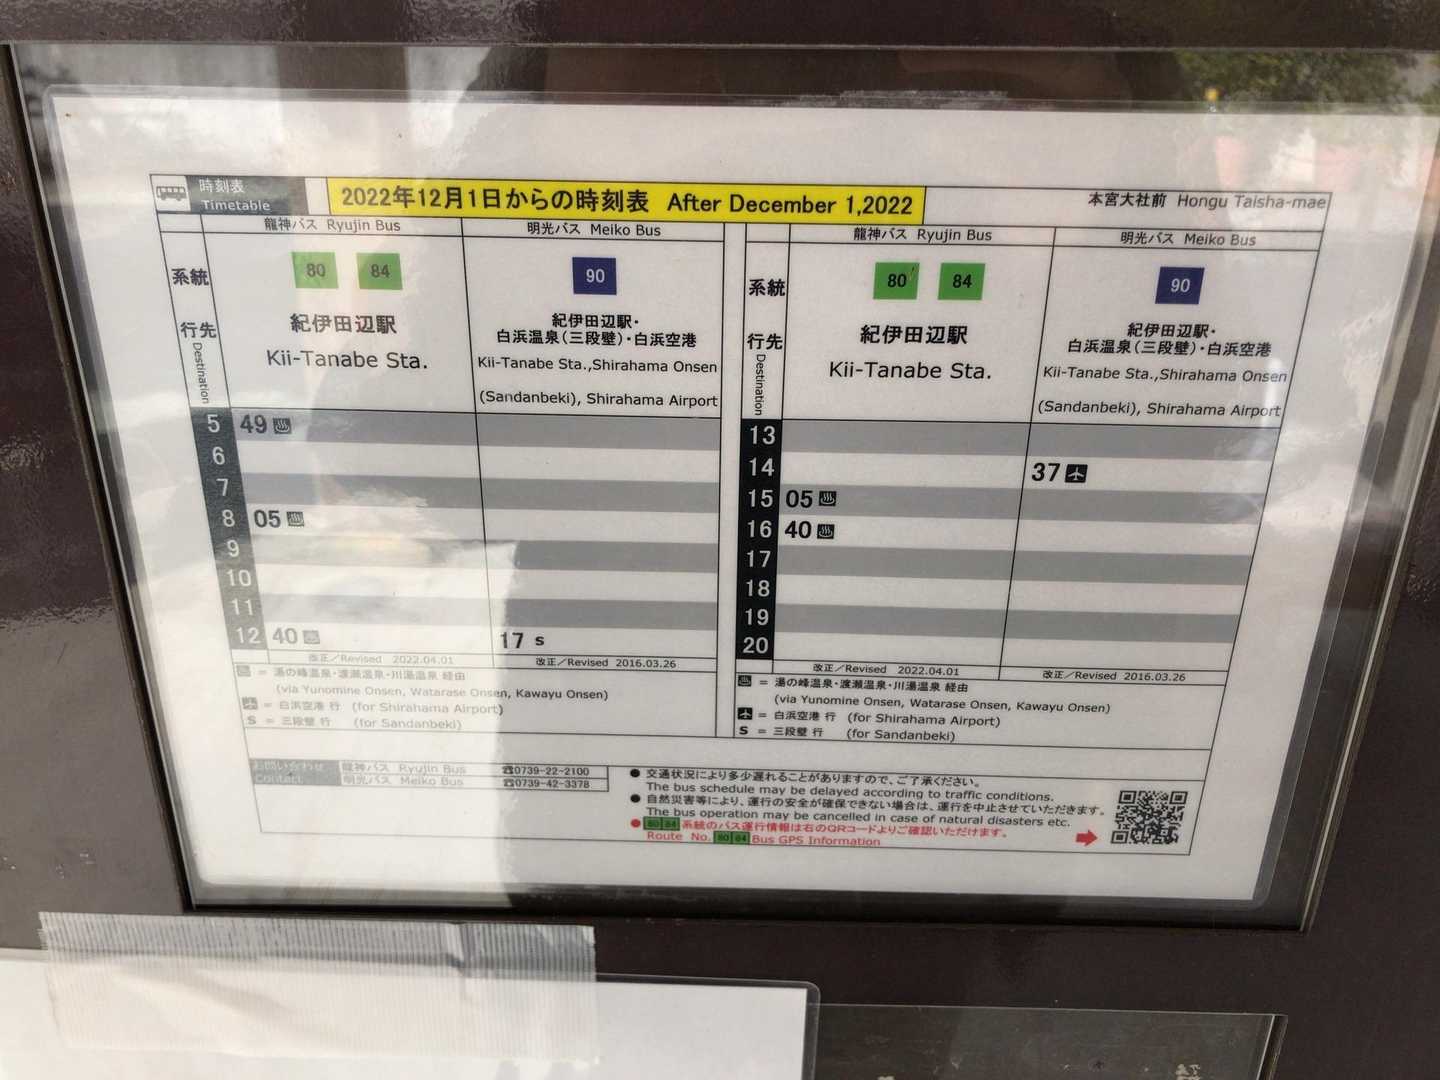 時刻表
Timetable
2022年12月1日からの時刻表 After December 1,2022
本宮大社前 Hongu Taisha-mae
龍神バス Ryujin Bus
明光バス Meiko Bus
系統
80 84
90
行先
Destination
紀伊田辺駅
Kii-Tanabe Sta.
紀伊田辺駅・
白浜温泉(三段壁)・白浜空港
Kii-Tanabe Sta.,Shirahama Onsen
(Sandanbeki), Shirahama Airport
5 49
6
7
8 05
9
10
11
12 40 17 S
改正/Revised 2022.04.01
改正/Revised 2016.03.26
= 湯の峰温泉・渡瀬温泉・川湯温泉 経由
(via Yunomine Onsen, Watarase Onsen, Kawayu Onsen)
= 白浜空港 行 (for Shirahama Airport)
S = 三段壁 行 (for Sandanbeki)
龍神バス Ryujin Bus
明光バス Meiko Bus
系統
80 84
90
行先
Destination
紀伊田辺駅
Kii-Tanabe Sta.
紀伊田辺駅・
白浜温泉(三段壁)・白浜空港
Kii-Tanabe Sta.,Shirahama Onsen
(Sandanbeki), Shirahama Airport
13
14 37
15 05
16 40
17
18
19
20
改正/Revised 2022.04.01
改正/Revised 2016.03.26
= 湯の峰温泉・渡瀬温泉・川湯温泉 経由
(via Yunomine Onsen, Watarase Onsen, Kawayu Onsen)
= 白浜空港 行 (for Shirahama Airport)
S = 三段壁 行 (for Sandanbeki)
お問い合わせ
Contact
龍神バス Ryujin Bus ☎0739-22-2100
明光バス Meiko Bus ☎0739-42-3378
● 交通状況により多少遅れることがありますので、ご了承ください。
The bus schedule may be delayed according to traffic conditions.
● 自然災害等により、運行の安全が確保できない場合は、運行を中止させていただきます。
The bus operation may be cancelled in case of natural disasters etc.
● 80 84 系統のバス運行情報は右のQRコードよりご確認いただけます。
Route No. 80 84 Bus GPS Information